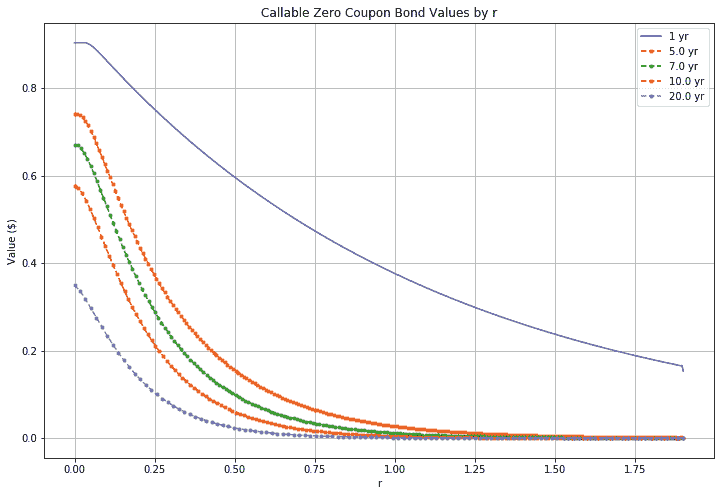 Callable Zero Coupon Bond Values by r
1 yr
5.0 yr
7.0 yr
10.0 yr
20.0 yr
Value ($)
0.8
0.6
0.4
0.2
0.0
0.00 0.25 0.50 0.75 1.00 1.25 1.50 1.75
r